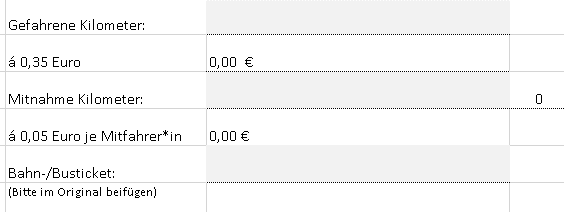 Gefahrene Kilometer:
á 0,35 Euro 0,00 €
Mitnahme Kilometer: 0
á 0,05 Euro je Mitfahrer*in 0,00 €
Bahn-/Busticket:
(Bitte im Original beifügen)